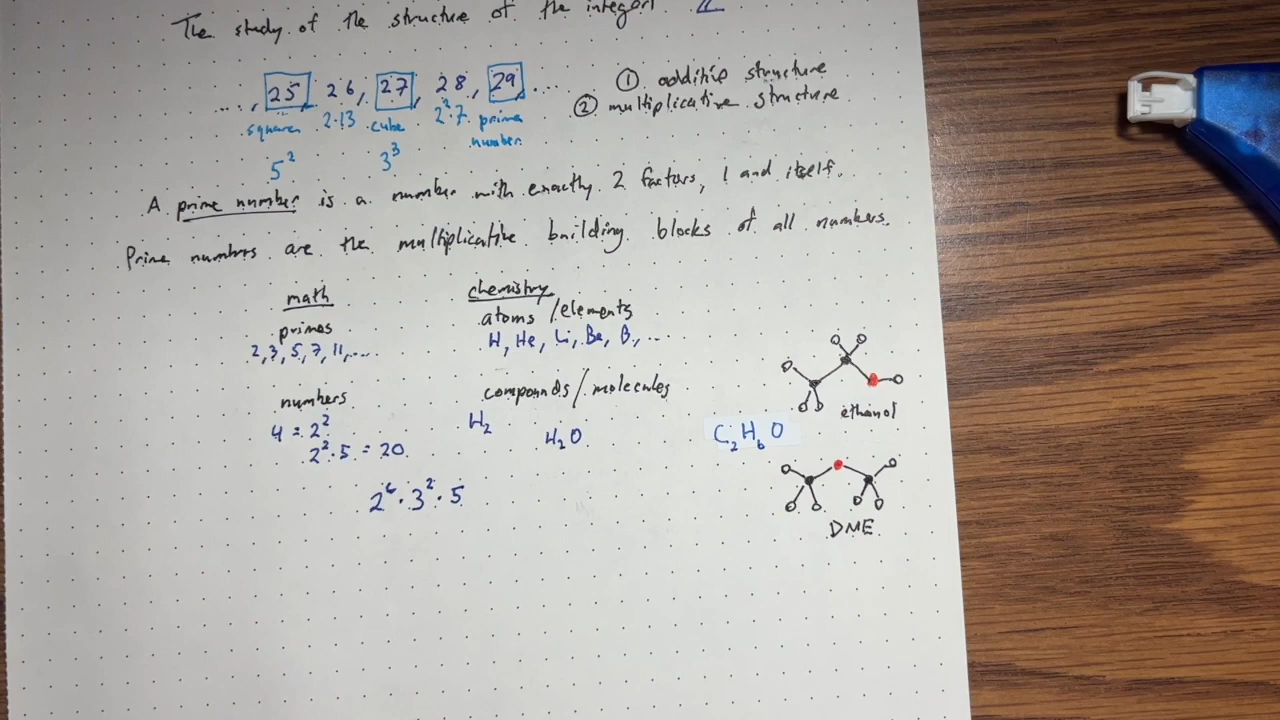 The study of the structure of the integers ℤ
..., 25, 26, 27, 28, 29, ....
square 2·13 cube 2²·7 prime number
5² 3³
① additive structure
② multiplicative structure
A prime number is a number with exactly 2 factors, 1 and itself.
Prime numbers are the multiplicative building blocks of all numbers.
math
primes
2, 3, 5, 7, 11, ....
numbers
4 = 2²
2²·5 = 20
2⁶·3²·5
chemistry
atoms/elements
H, He, Li, Be, B, ...
compounds/molecules
H₂
H₂O
C₂H₆O
ethanol
DME